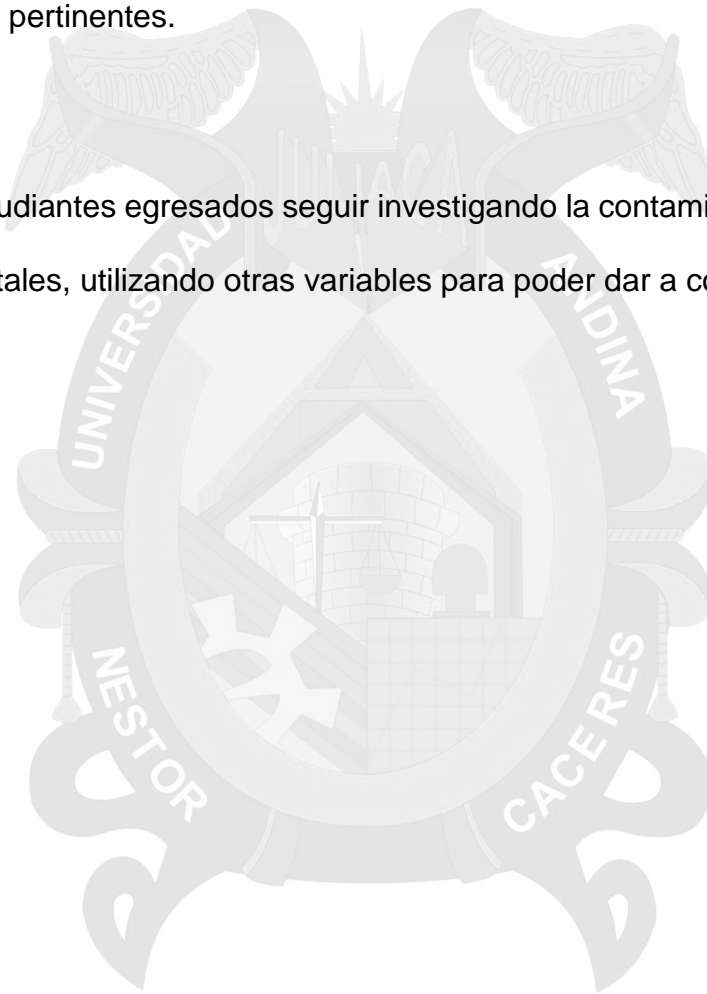 pertinentes.
JULIACA
udiantes egresados seguir investigando la contami
tales, utilizando otras variables para poder dar a co
UNIVERSIDAD
ANDINA
NESTOR
CACERES